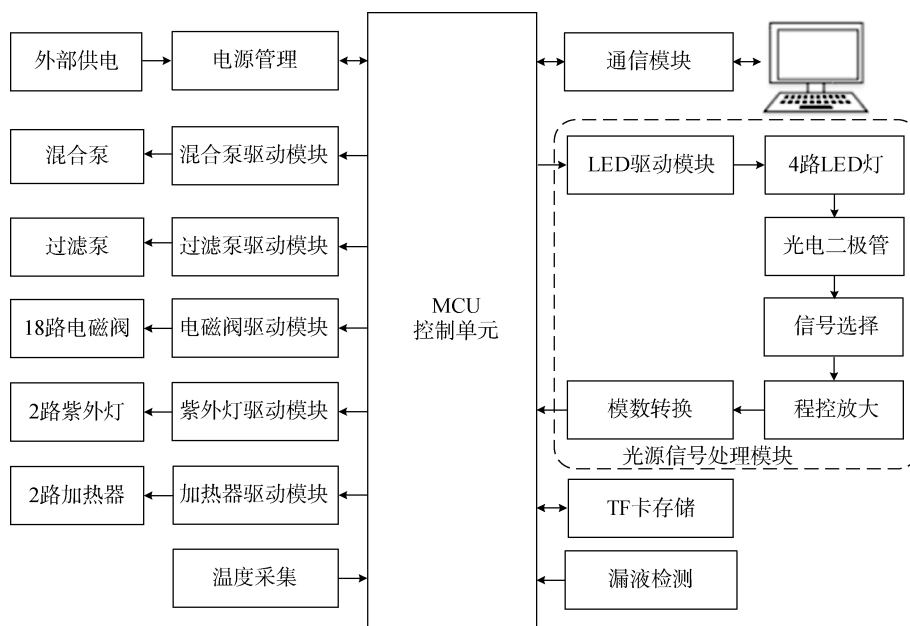 外部供电
电源管理
通信模块
混合泵
混合泵驱动模块
LED驱动模块
4路LED灯
过滤泵
过滤泵驱动模块
光电二极管
MCU
控制单元
18路电磁阀
电磁阀驱动模块
信号选择
2路紫外灯
紫外灯驱动模块
模数转换
程控放大
光源信号处理模块
2路加热器
加热器驱动模块
TF卡存储
温度采集
漏液检测